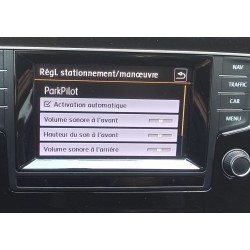 Régl. stationnement/manœuvre
ParkPilot
Activation automatique
Volume sonore à l'avant
Hauteur du son à l'avant
Volume sonore à l'arrière
NAV
TRAFFIC
CAR
MENU